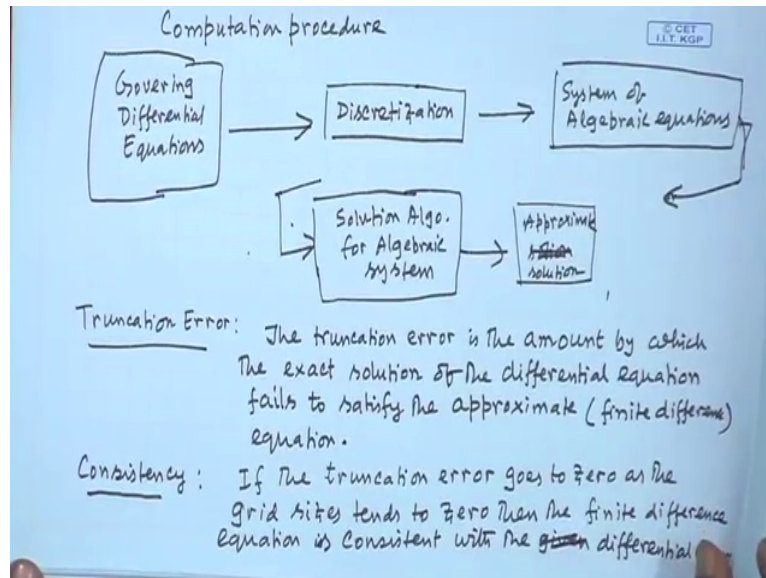 Computation procedure
© CET
I.I.T. KGP
Govering
Differential
Equations
Discretization
System of
Algebraic equations
Solution Algo.
for Algebraic
system
Approximate
solution
Truncation Error: The truncation error is the amount by which
the exact solution of the differential equation
fails to satisfy the approximate (finite difference)
equation.
Consistency: If the truncation error goes to zero as the
grid sizes tends to zero then the finite difference
equation is consistent with the given differential